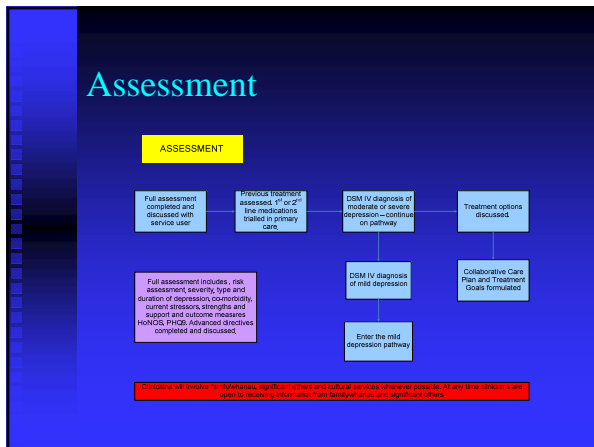 Assessment
ASSESSMENT
Full assessment
completed and
discussed with
service user
Previous treatment
assessed, 1st or 2nd
line medications
trialled in primary
care,
DSM IV diagnosis of
moderate or severe
depression – continue
on pathway
Treatment options
discussed.
DSM IV diagnosis
of mild depression
Collaborative Care
Plan and Treatment
Goals formulated
Full assessment includes , risk
assessment, severity, type and
duration of depression, co-morbidity,
current stressors, strengths and
support and outcome measures
HoNOS, PHQ9. Advanced directives
completed and discussed,
Enter the mild
depression pathway
Clinicians will involve family/whanau, significant others and cultural services whenever possible. At any time clinicians are
open to receiving information from family/whanau and significant others